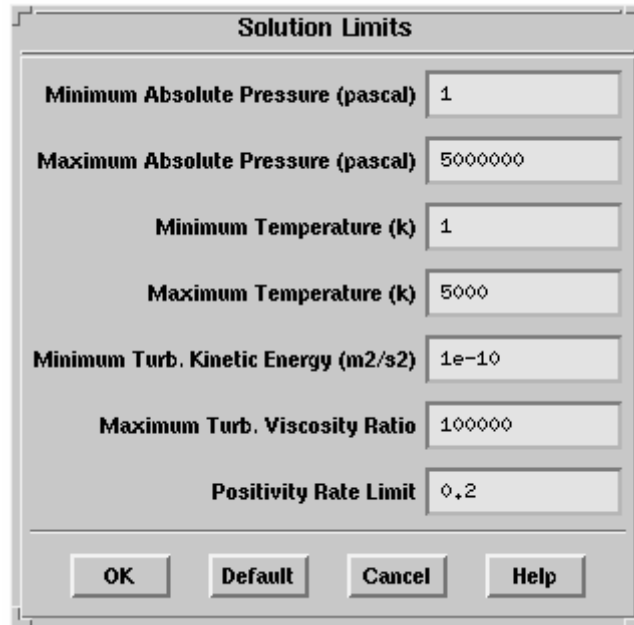 Solution Limits
Minimum Absolute Pressure (pascal) 1
Maximum Absolute Pressure (pascal) 5000000
Minimum Temperature (k) 1
Maximum Temperature (k) 5000
Minimum Turb. Kinetic Energy (m2/s2) 1e-10
Maximum Turb. Viscosity Ratio 100000
Positivity Rate Limit 0.2
OK Default Cancel Help